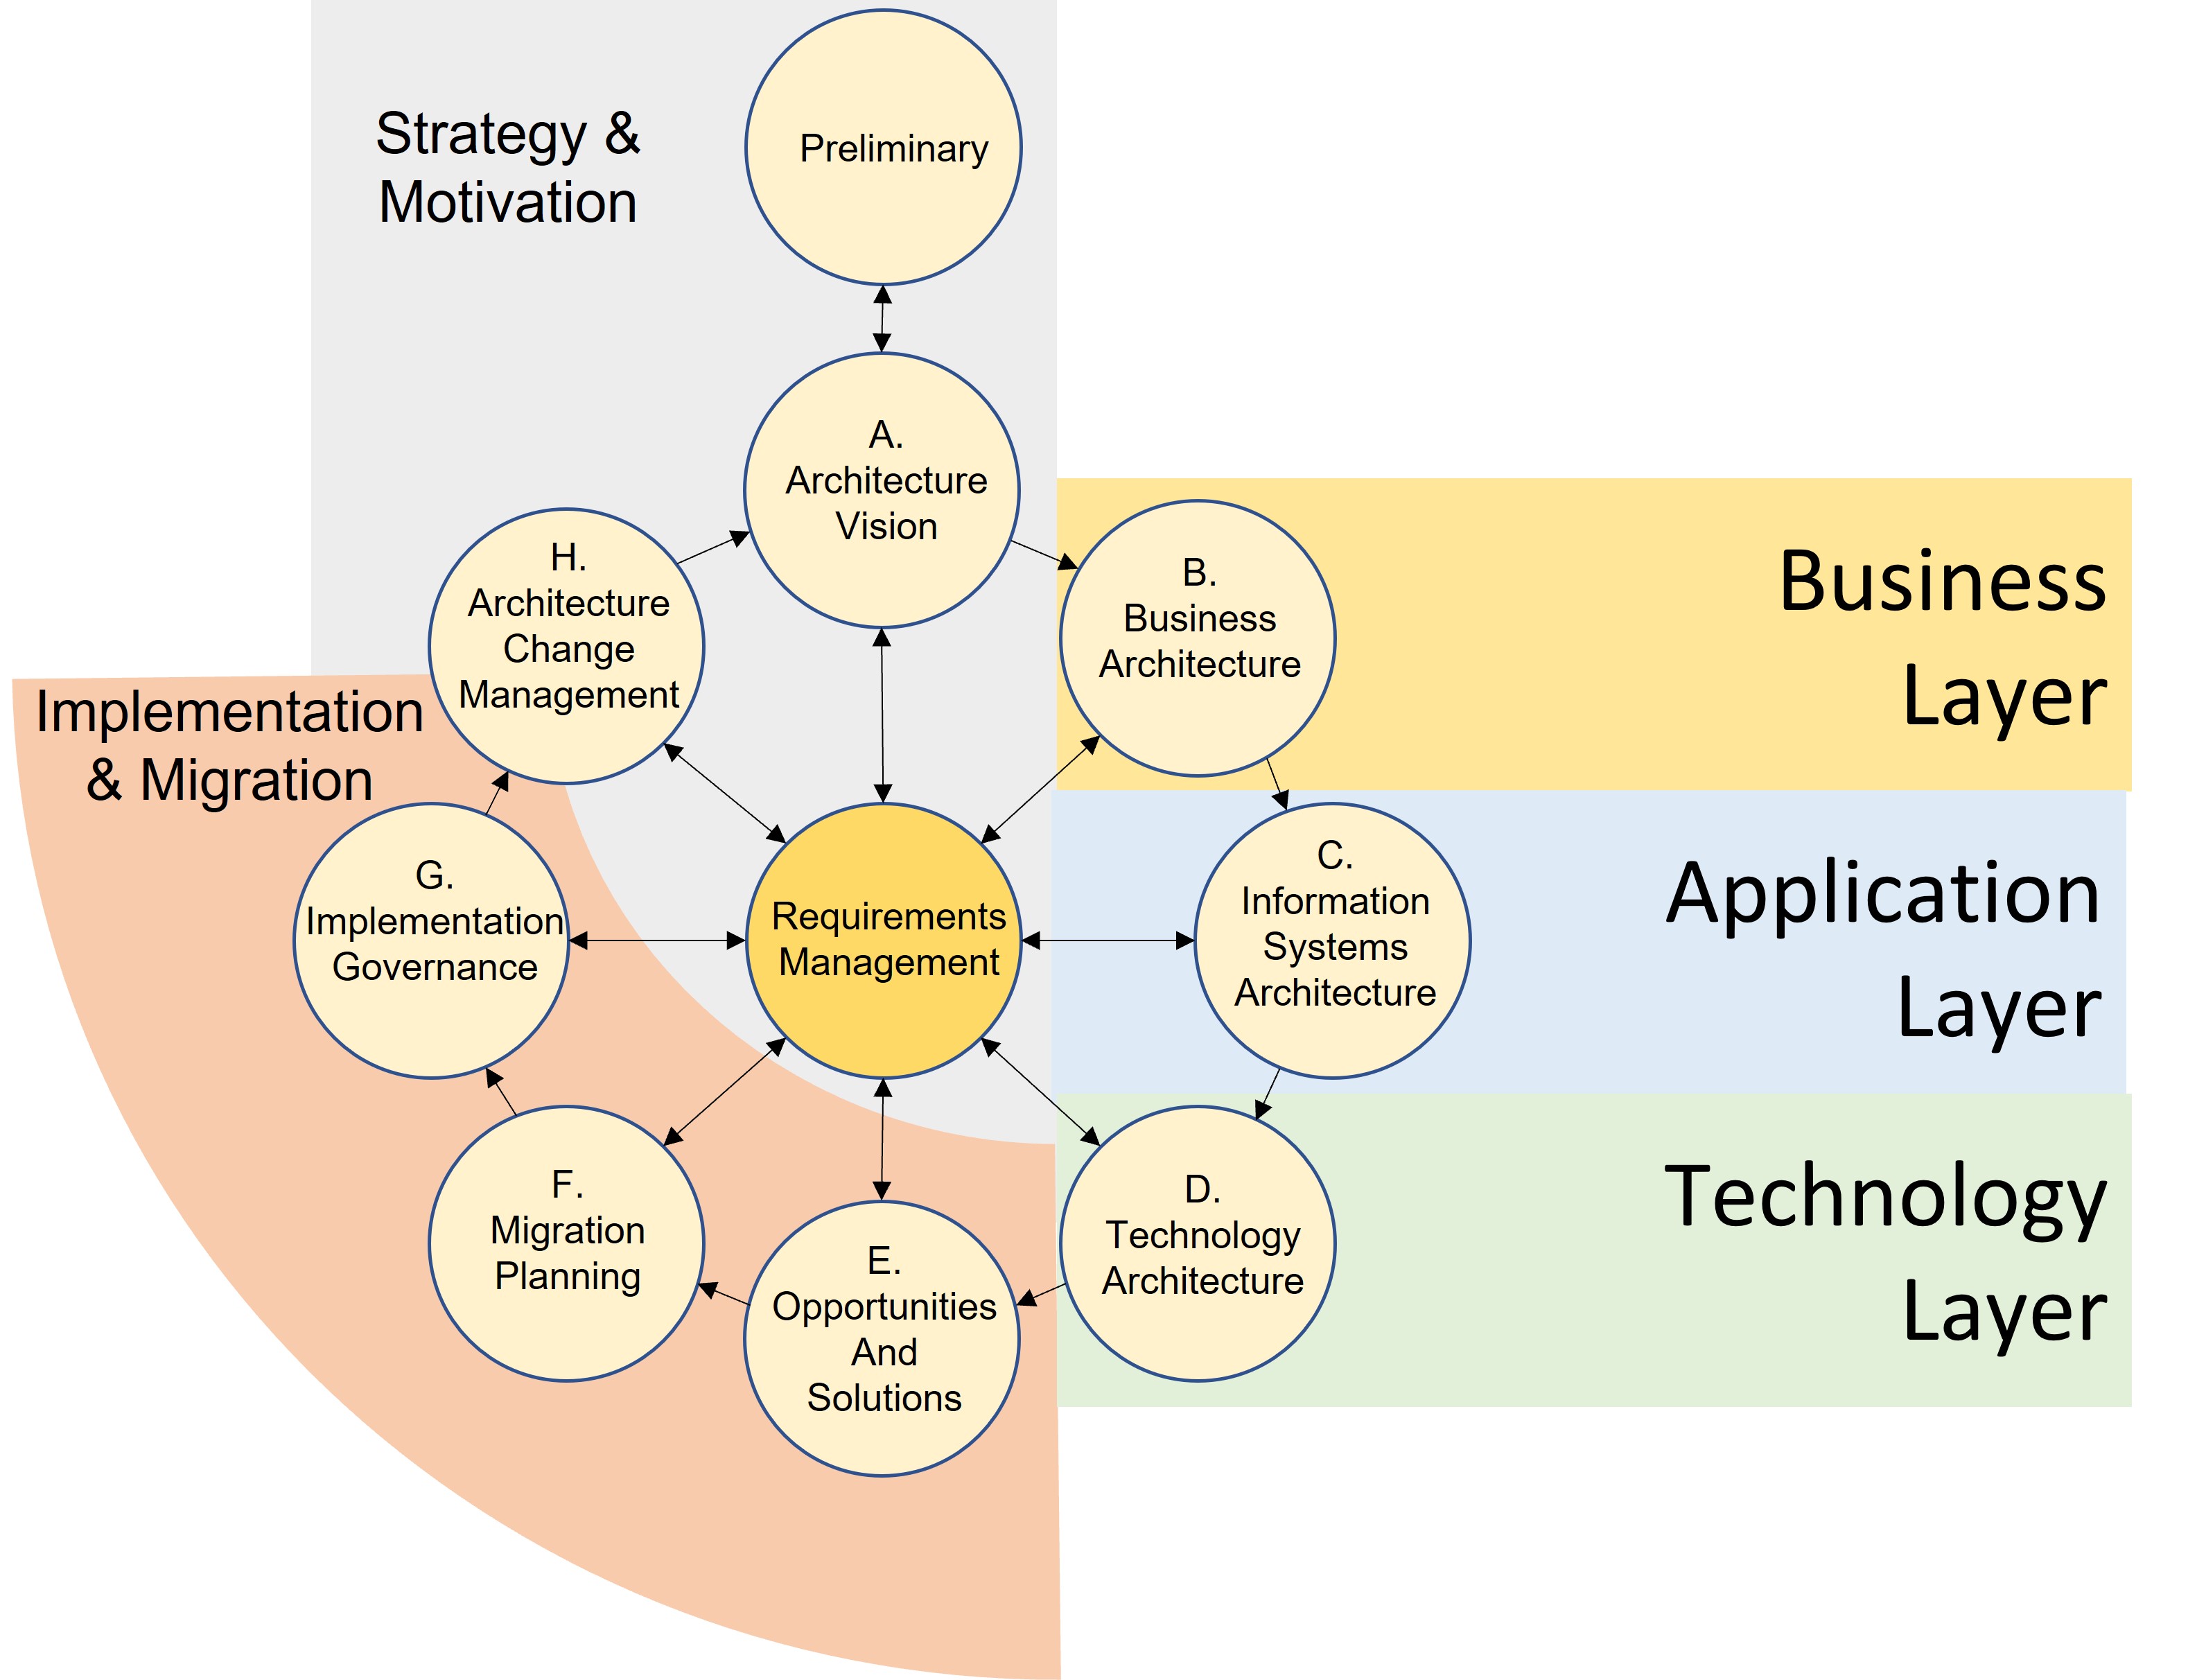 Strategy &
Motivation
Preliminary
A.
Architecture
Vision
B.
Business
Architecture
Business
Layer
H.
Architecture
Change
Management
Implementation
& Migration
C.
Information
Systems
Architecture
Application
Layer
G.
Implementation
Governance
Requirements
Management
D.
Technology
Architecture
Technology
Layer
F.
Migration
Planning
E.
Opportunities
And
Solutions